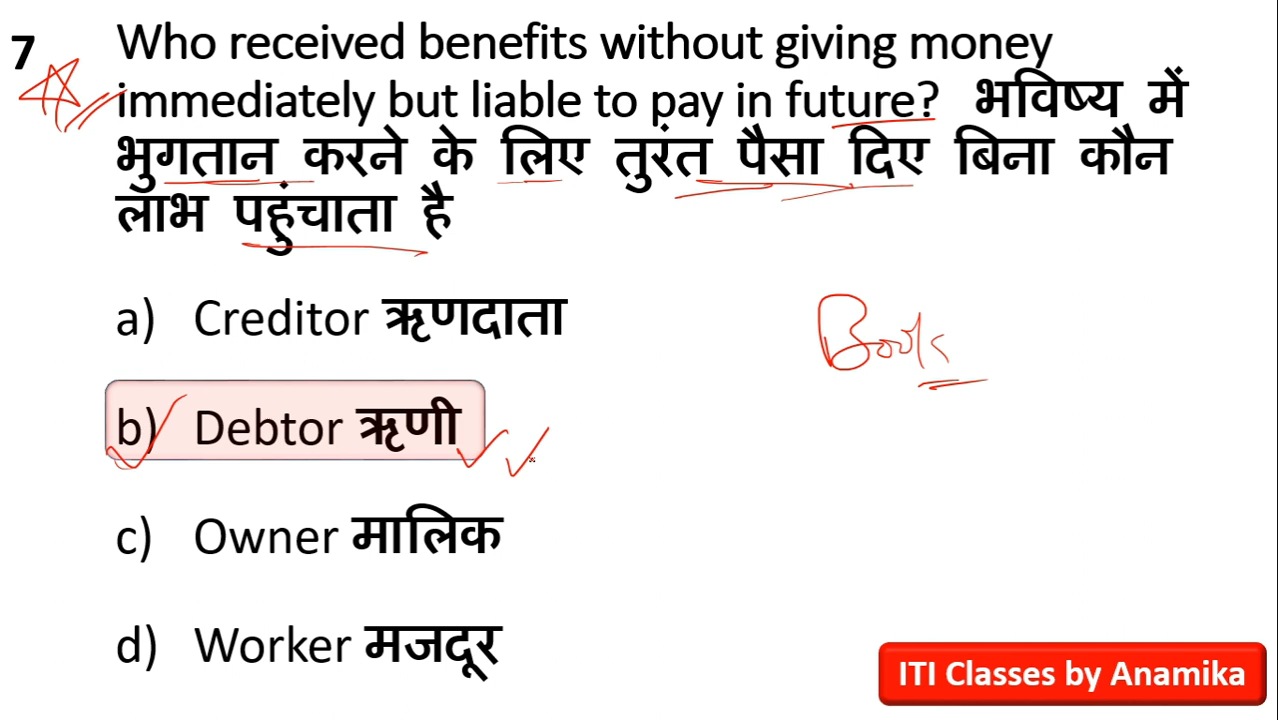 7 Who received benefits without giving money
immediately but liable to pay in future? भविष्य में
भुगतान करने के लिए तुरंत पैसा दिए बिना कौन
लाभ पहुंचाता है
a) Creditor ऋणदाता
Books
b) Debtor ऋणी
c) Owner मालिक
d) Worker मजदूर
ITI Classes by Anamika